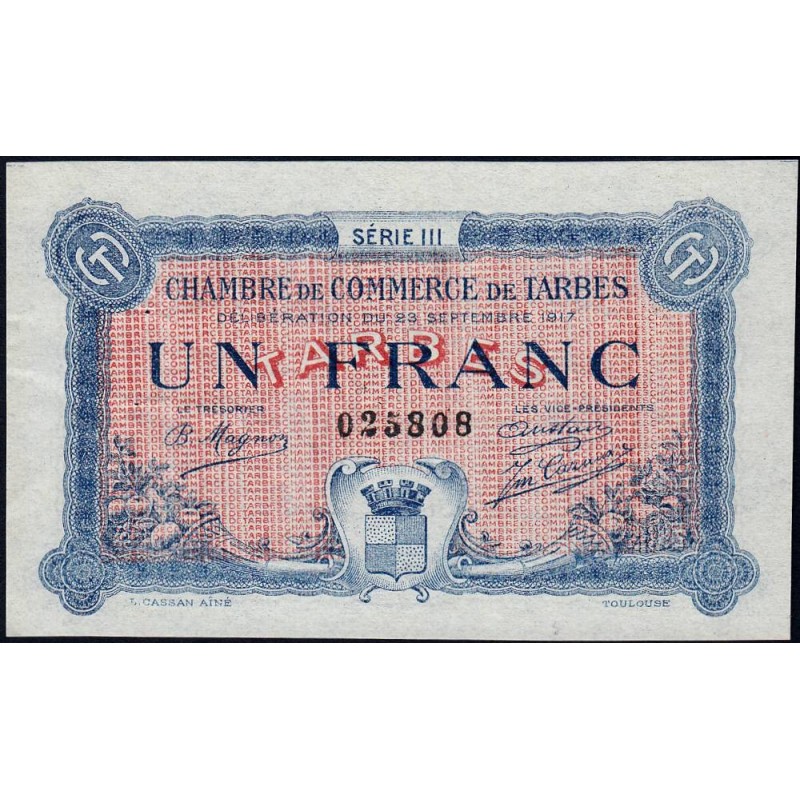 SÉRIE III
CHAMBRE DE COMMERCE DE TARBES
DÉLIBÉRATION DU 23 SEPTEMBRE 1917
TARBES
UN FRANC
LE TRÉSORIER
LES VICE-PRÉSIDENTS
025808
B. Magnon
L. CASSAN AÎNÉ
TOULOUSE